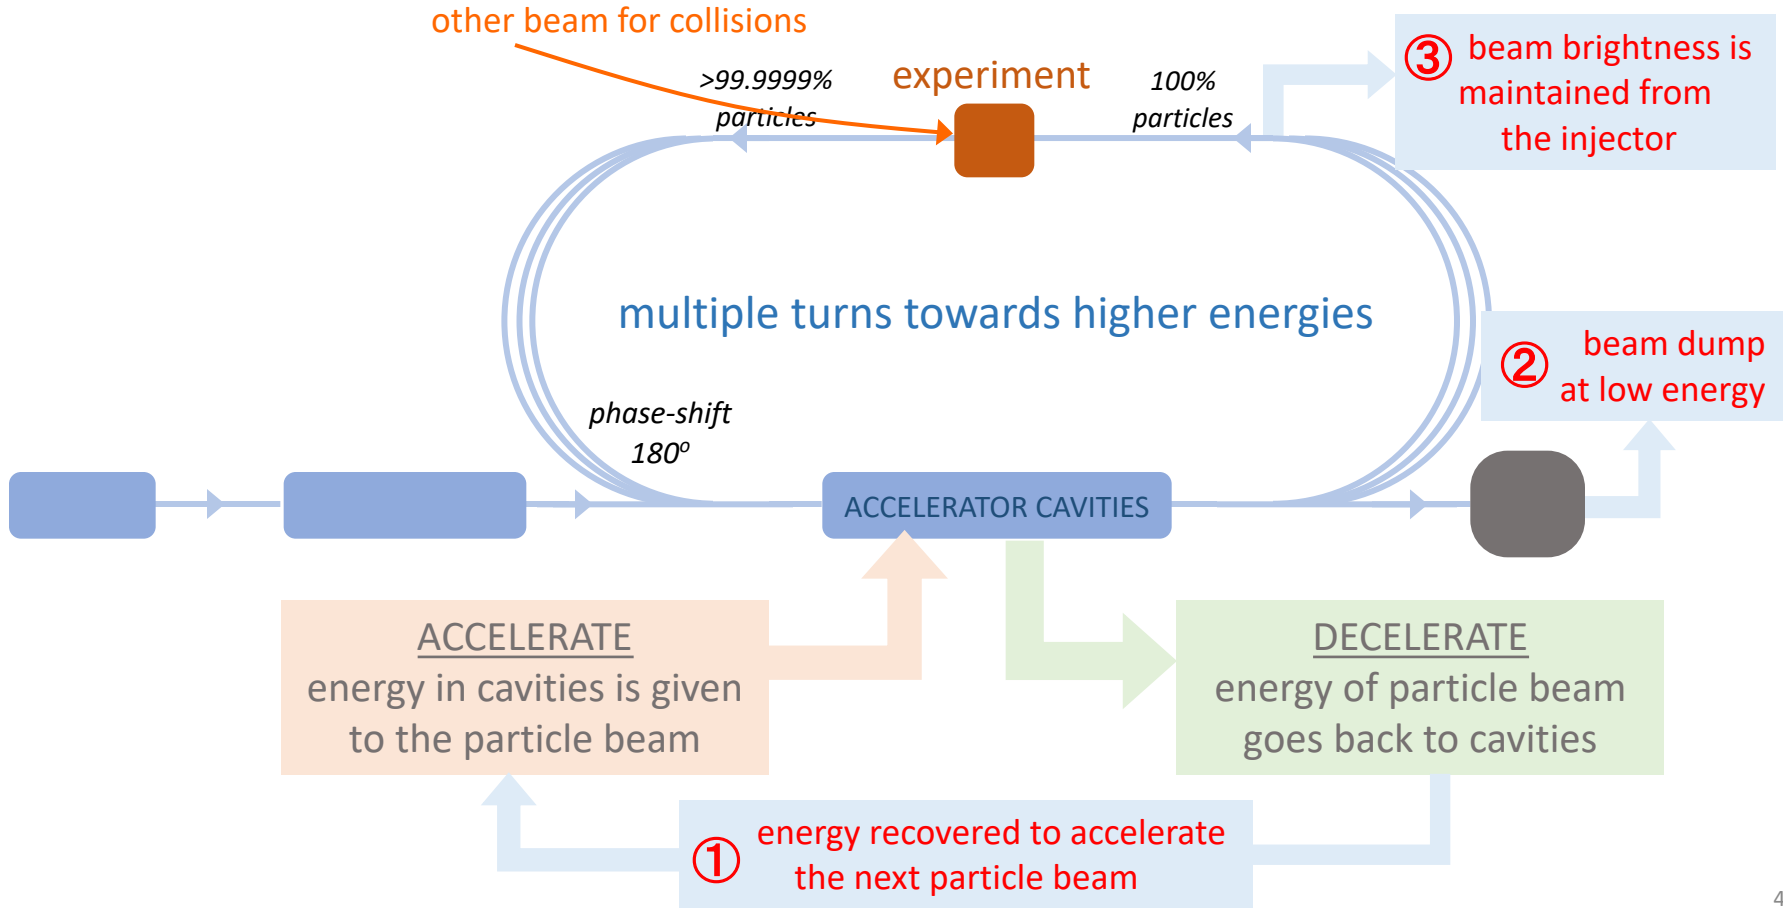 other beam for collisions
>99.9999%
particles
experiment
100%
particles
③ beam brightness is
maintained from
the injector
multiple turns towards higher energies
② beam dump
at low energy
phase-shift
180º
ACCELERATOR CAVITIES
ACCELERATE
energy in cavities is given
to the particle beam
DECELERATE
energy of particle beam
goes back to cavities
① energy recovered to accelerate
the next particle beam
4